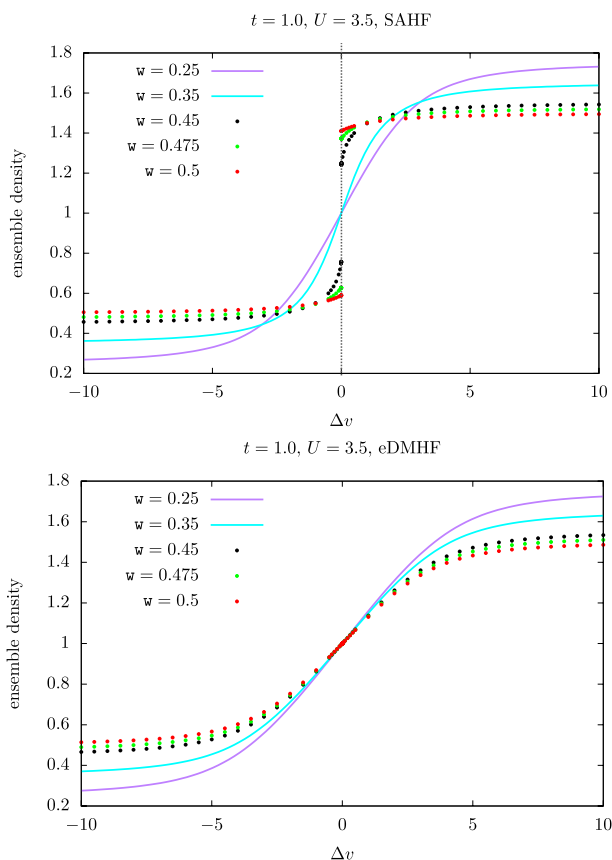 t = 1.0, U = 3.5, SAHF
1.8
1.6
1.4
1.2
1
0.8
0.6
0.4
0.2
ensemble density
w = 0.25
w = 0.35
w = 0.45
w = 0.475
w = 0.5
−10 −5 0 5 10
Δv
t = 1.0, U = 3.5, eDMHF
1.8
1.6
1.4
1.2
1
0.8
0.6
0.4
0.2
ensemble density
w = 0.25
w = 0.35
w = 0.45
w = 0.475
w = 0.5
−10 −5 0 5 10
Δv